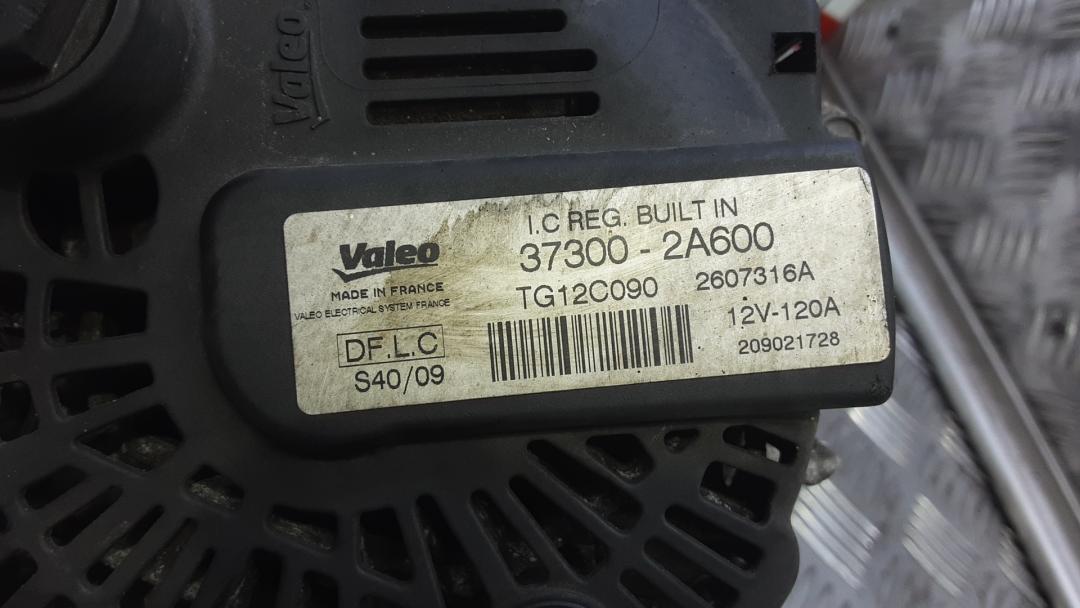 Valeo
I.C REG. BUILT IN
Valeo
37300 - 2A600
MADE IN FRANCE
TG12C090 2607316A
VALEO ELECTRICAL SYSTEM FRANCE
12V-120A
DF.L.C
209021728
S40/09